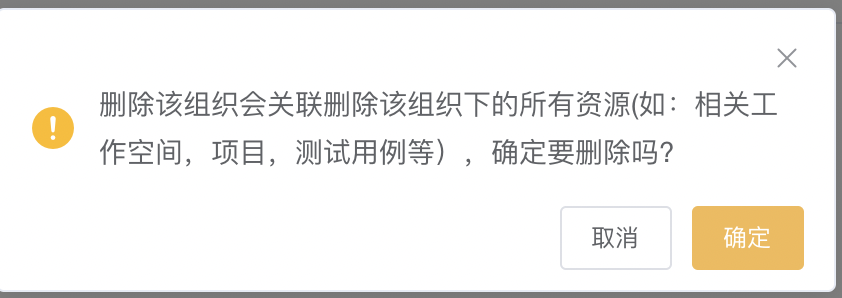 删除该组织会关联删除该组织下的所有资源(如：相关工
作空间，项目，测试用例等），确定要删除吗?
取消
确定